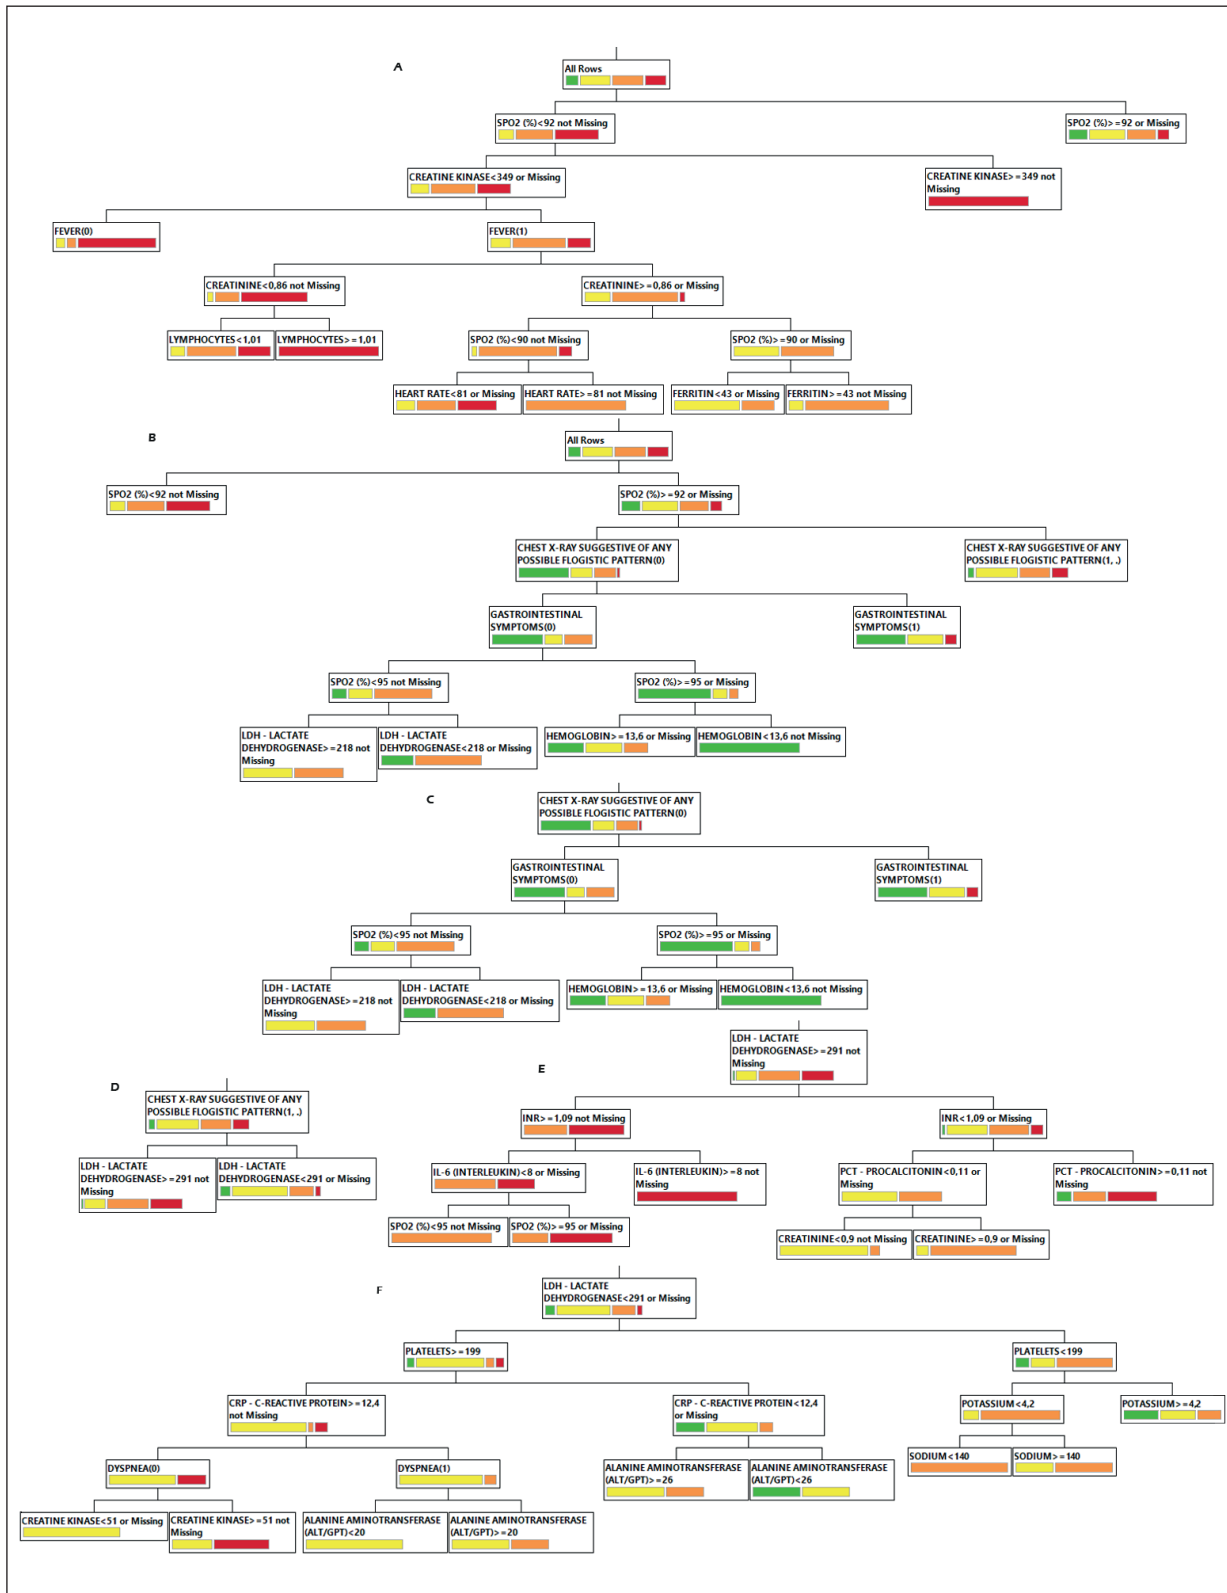 A
All Rows
SPO2 (%)<92 not Missing
SPO2 (%)>=92 or Missing
CREATINE KINASE<349 or Missing
CREATINE KINASE>=349 not
Missing
FEVER(0)
FEVER(1)
CREATININE<0,86 not Missing
CREATININE>=0,86 or Missing
LYMPHOCYTES<1,01
LYMPHOCYTES>=1,01
SPO2 (%)<90 not Missing
SPO2 (%)>=90 or Missing
HEART RATE<81 or Missing
HEART RATE>=81 not Missing
FERRITIN<43 or Missing
FERRITIN>=43 not Missing
B
All Rows
SPO2 (%)<92 not Missing
SPO2 (%)>=92 or Missing
CHEST X-RAY SUGGESTIVE OF ANY
POSSIBLE FLOGISTIC PATTERN(0)
CHEST X-RAY SUGGESTIVE OF ANY
POSSIBLE FLOGISTIC PATTERN(1, .)
GASTROINTESTINAL
SYMPTOMS(0)
GASTROINTESTINAL
SYMPTOMS(1)
SPO2 (%)<95 not Missing
SPO2 (%)>=95 or Missing
LDH - LACTATE
DEHYDROGENASE>=218 not
Missing
LDH - LACTATE
DEHYDROGENASE<218 or Missing
HEMOGLOBIN>=13,6 or Missing
HEMOGLOBIN<13,6 not Missing
C
CHEST X-RAY SUGGESTIVE OF ANY
POSSIBLE FLOGISTIC PATTERN(0)
GASTROINTESTINAL
SYMPTOMS(0)
GASTROINTESTINAL
SYMPTOMS(1)
SPO2 (%)<95 not Missing
SPO2 (%)>=95 or Missing
LDH - LACTATE
DEHYDROGENASE>=218 not
Missing
LDH - LACTATE
DEHYDROGENASE<218 or Missing
HEMOGLOBIN>=13,6 or Missing
HEMOGLOBIN<13,6 not Missing
D
CHEST X-RAY SUGGESTIVE OF ANY
POSSIBLE FLOGISTIC PATTERN(1, .)
LDH - LACTATE
DEHYDROGENASE>=291 not
Missing
LDH - LACTATE
DEHYDROGENASE<291 or Missing
E
LDH - LACTATE
DEHYDROGENASE>=291 not
Missing
INR>=1,09 not Missing
INR<1,09 or Missing
IL-6 (INTERLEUKIN)<8 or Missing
IL-6 (INTERLEUKIN)>=8 not
Missing
PCT - PROCALCITONIN<0,11 or
Missing
PCT - PROCALCITONIN>=0,11 not
Missing
SPO2 (%)<95 not Missing
SPO2 (%)>=95 or Missing
CREATININE<0,9 not Missing
CREATININE>=0,9 or Missing
F
LDH - LACTATE
DEHYDROGENASE<291 or Missing
PLATELETS>=199
PLATELETS<199
CRP - C-REACTIVE PROTEIN>=12,4
not Missing
CRP - C-REACTIVE PROTEIN<12,4
or Missing
POTASSIUM<4,2
POTASSIUM>=4,2
DYSPNEA(0)
DYSPNEA(1)
ALANINE AMINOTRANSFERASE
(ALT/GPT)>=26
ALANINE AMINOTRANSFERASE
(ALT/GPT)<26
SODIUM<140
SODIUM>=140
CREATINE KINASE<51 or Missing
CREATINE KINASE>=51 not
Missing
ALANINE AMINOTRANSFERASE
(ALT/GPT)<20
ALANINE AMINOTRANSFERASE
(ALT/GPT)>=20